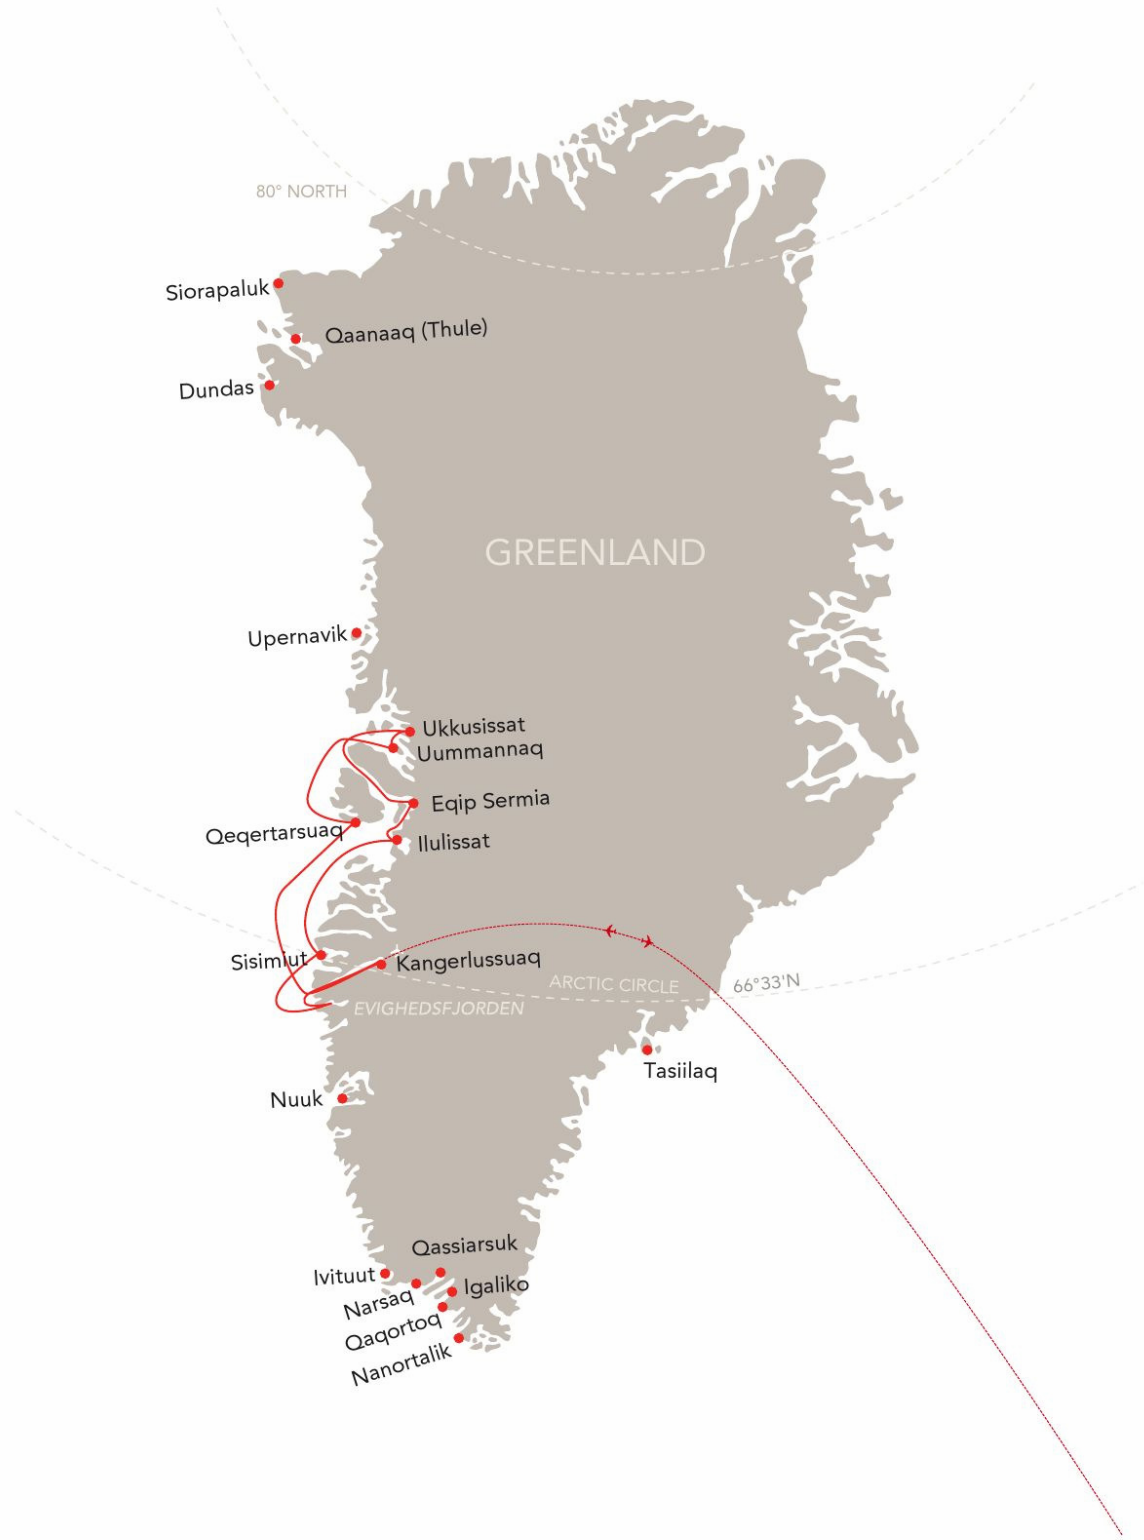 80° NORTH
Siorapaluk
Qaanaaq (Thule)
Dundas
GREENLAND
Upernavik
Ukkusissat
Uummannaq
Eqip Sermia
Qeqertarsuaq
Ilulissat
Sisimiut
Kangerlussuaq
ARCTIC CIRCLE
66°33'N
EVIGHEDSFJORDEN
Tasiilaq
Nuuk
Qassiarsuk
Ivituut
Igaliko
Narsaq
Qaqortoq
Nanortalik